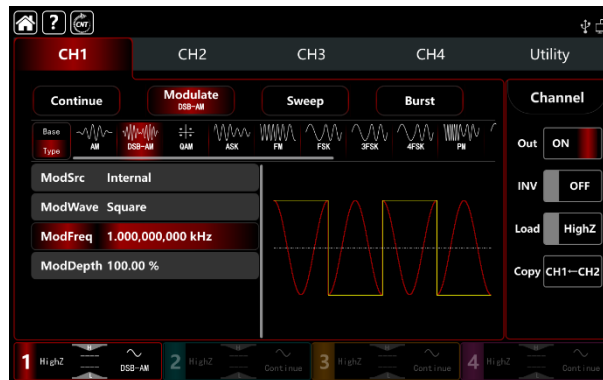 ? CNT
CH1 CH2 CH3 CH4 Utility
Continue Modulate Sweep Burst Channel
DSB-AM
Base
Type AM DSB-AM QAM ASK FM FSK 3FSK 4FSK PM
Out ON
ModSrc Internal
INV OFF
ModWave Square
ModFreq 1.000,000,000 kHz
Load HighZ
ModDepth 100.00 %
Copy CH1←CH2
1 HighZ H L DSB-AM 2 HighZ Continue 3 HighZ Continue 4 HighZ Continue